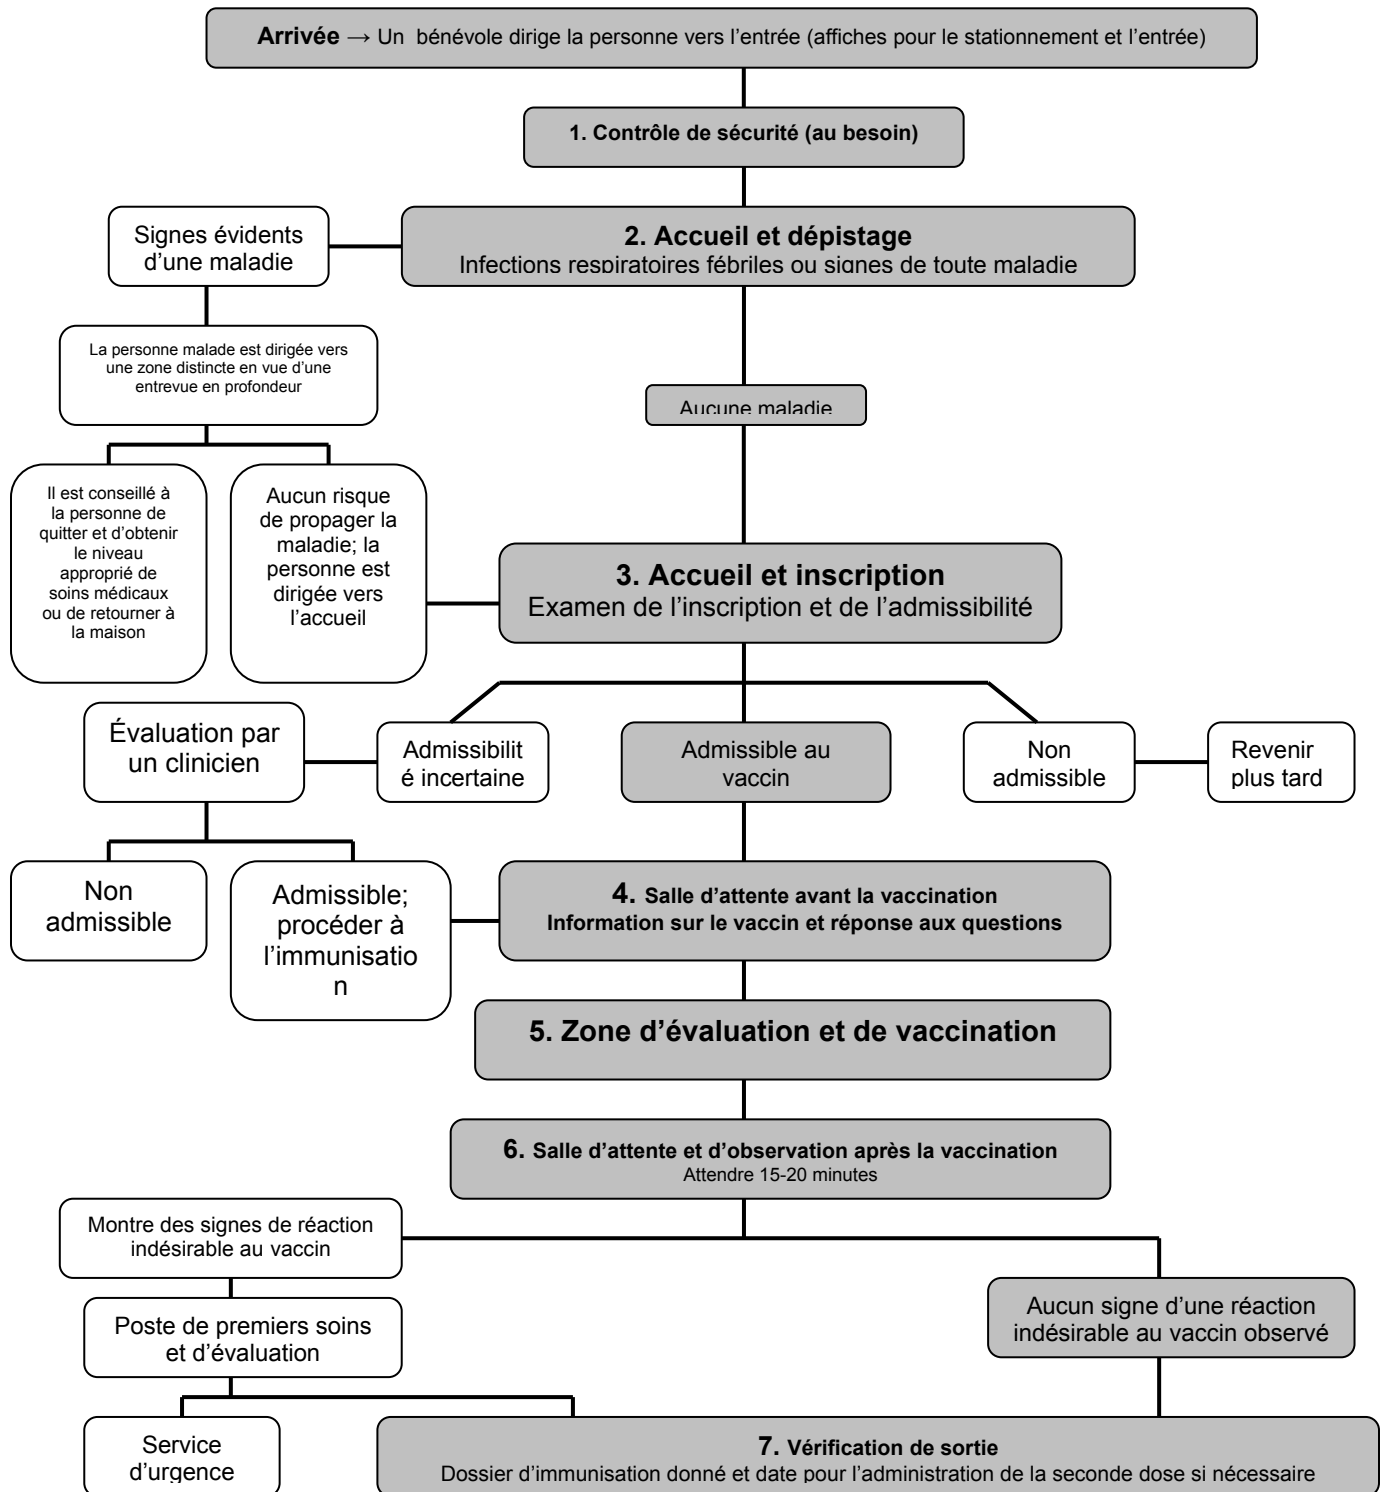 Arrivée → Un bénévole dirige la personne vers l'entrée (affiches pour le stationnement et l'entrée)
1. Contrôle de sécurité (au besoin)
Signes évidents
d'une maladie
2. Accueil et dépistage
Infections respiratoires fébriles ou signes de toute maladie
La personne malade est dirigée vers
une zone distincte en vue d'une
entrevue en profondeur
Aucune maladie
Il est conseillé à
la personne de
quitter et d'obtenir
le niveau
approprié de
soins médicaux
ou de retourner à
la maison
Aucun risque
de propager la
maladie; la
personne est
dirigée vers
l'accueil
3. Accueil et inscription
Examen de l'inscription et de l'admissibilité
Évaluation par
un clinicien
Admissibilit
é incertaine
Admissible au
vaccin
Non
admissible
Revenir
plus tard
Non
admissible
Admissible;
procéder à
l'immunisatio
n
4. Salle d'attente avant la vaccination
Information sur le vaccin et réponse aux questions
5. Zone d'évaluation et de vaccination
6. Salle d'attente et d'observation après la vaccination
Attendre 15-20 minutes
Montre des signes de réaction
indésirable au vaccin
Poste de premiers soins
et d'évaluation
Aucun signe d'une réaction
indésirable au vaccin observé
Service
d'urgence
7. Vérification de sortie
Dossier d'immunisation donné et date pour l'administration de la seconde dose si nécessaire